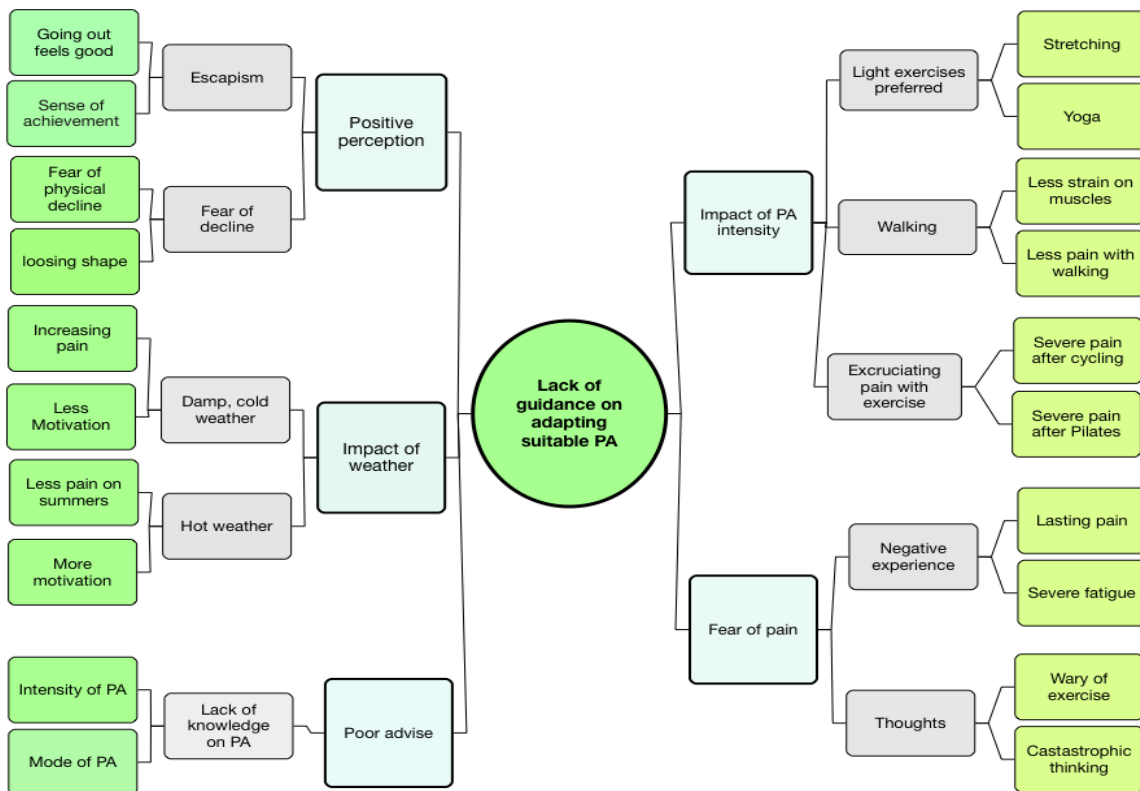 Going out
feels good
Sense of
achievement
Escapism
Fear of
physical
decline
loosing shape
Fear of
decline
Positive
perception
Increasing
pain
Less
Motivation
Damp, cold
weather
Less pain on
summers
More
motivation
Hot weather
Impact of
weather
Intensity of PA
Mode of PA
Lack of
knowledge
on PA
Poor advise
Lack of
guidance on
adapting
suitable PA
Impact of PA
intensity
Light exercises
preferred
Stretching
Yoga
Walking
Less strain on
muscles
Less pain with
walking
Excruciating
pain with
exercise
Severe pain
after cycling
Severe pain
after Pilates
Fear of pain
Negative
experience
Lasting pain
Severe fatigue
Thoughts
Wary of
exercise
Castastrophic
thinking